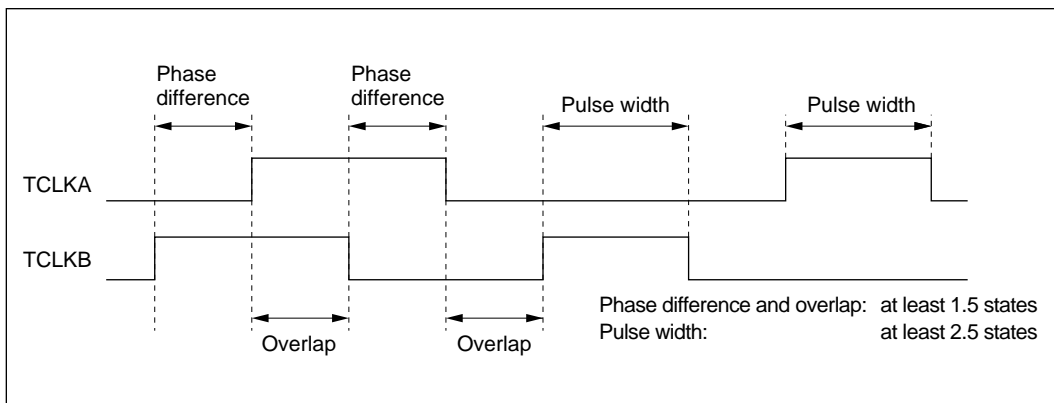 Phase
difference
Phase
difference
Pulse width
Pulse width
TCLKA
TCLKB
Overlap
Overlap
Phase difference and overlap: at least 1.5 states
Pulse width: at least 2.5 states